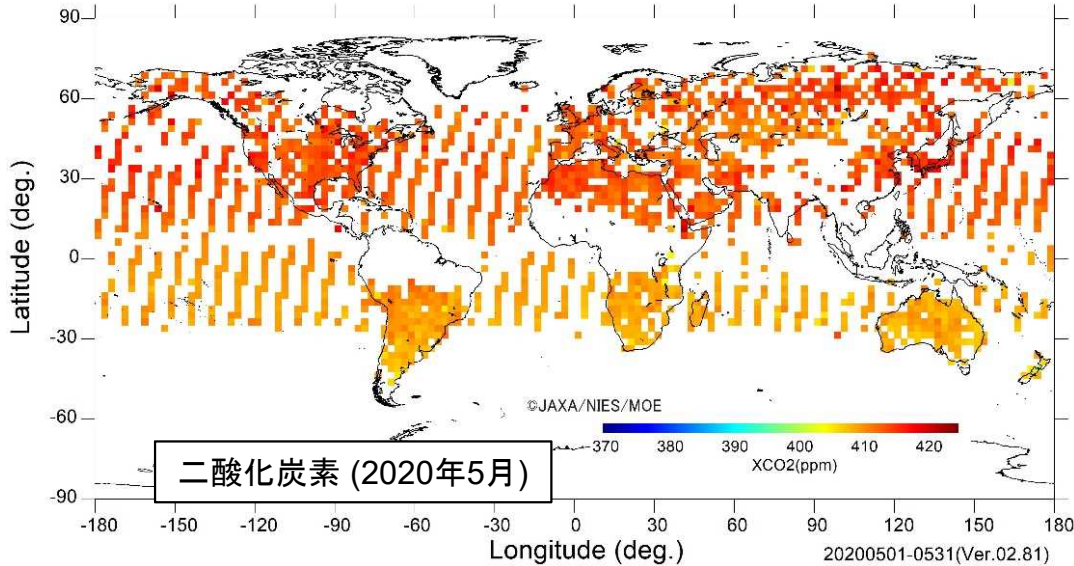 90
60
30
0
-30
-60
-90
Latitude (deg.)
©JAXA/NIES/MOE
370 380 390 400 410 420
XCO2(ppm)
二酸化炭素 (2020年5月)
-180 -150 -120 -90 -60 -30 0 30 60 90 120 150 180
Longitude (deg.)
20200501-0531(Ver.02.81)